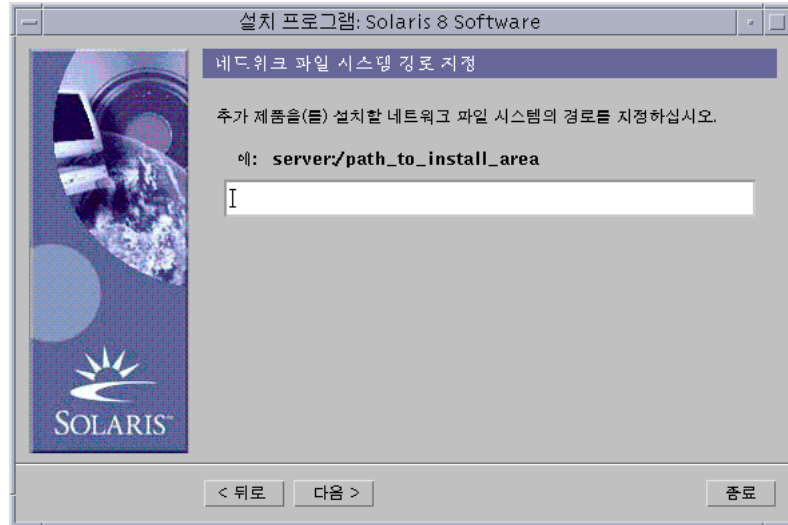 설치 프로그램: Solaris 8 Software
네트워크 파일 시스템 경로 지정
추가 제품을(를) 설치할 네트워크 파일 시스템의 경로를 지정하십시오.
예: server:/path_to_install_area
SOLARIS™
< 뒤로
다음 >
종료